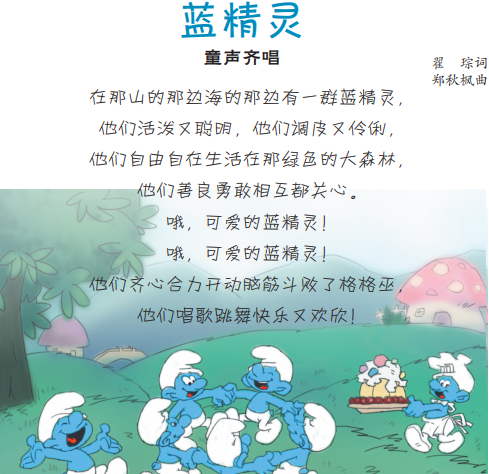 蓝精灵
童声齐唱
翟 琮词
郑秋枫曲
在那山的那边海的那边有一群蓝精灵，
他们活泼又聪明，他们调皮又伶俐，
他们自由自在生活在那绿色的大森林，
他们善良勇敢相互都关心。
哦，可爱的蓝精灵！
哦，可爱的蓝精灵！
他们齐心合力开动脑筋斗败了格格巫，
他们唱歌跳舞快乐又欢欣！